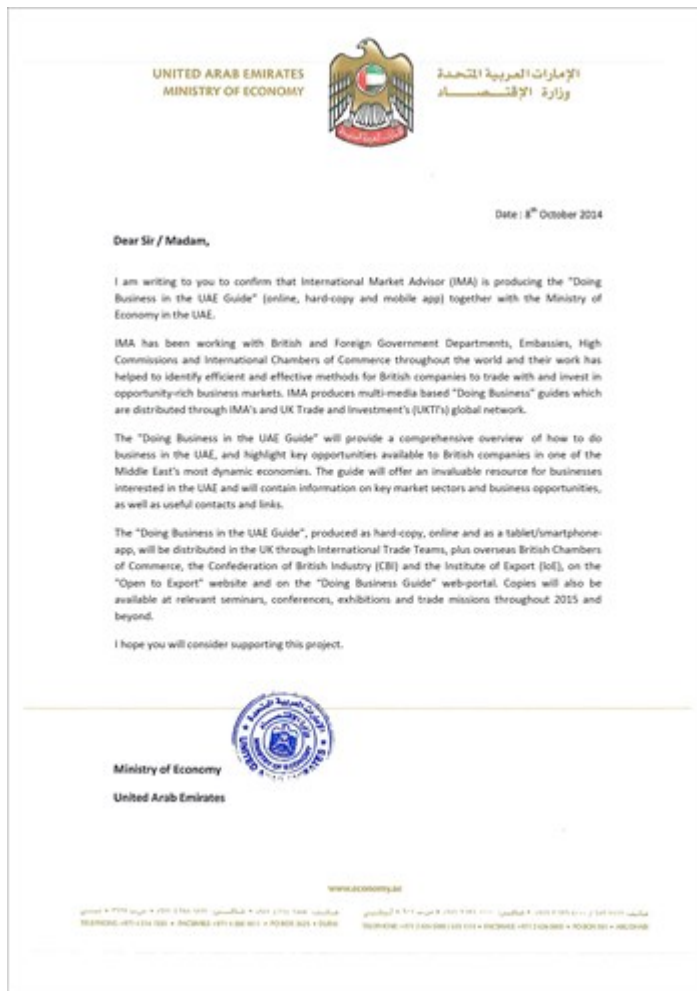 UNITED ARAB EMIRATES
MINISTRY OF ECONOMY
الإمارات العربية المتحدة
وزارة الإقتصاد
Date : 8th October 2014
Dear Sir / Madam,
I am writing to you to confirm that International Market Advisor (IMA) is producing the "Doing
Business in the UAE Guide" (online, hard-copy and mobile app) together with the Ministry of
Economy in the UAE.
IMA has been working with British and Foreign Government Departments, Embassies, High
Commissions and International Chambers of Commerce throughout the world and their work has
helped to identify efficient and effective methods for British companies to trade with and invest in
opportunity-rich business markets. IMA produces multi-media based "Doing Business" guides which
are distributed through IMA's and UK Trade and Investment's (UKTI's) global network.
The "Doing Business in the UAE Guide" will provide a comprehensive overview of how to do
business in the UAE, and highlight key opportunities available to British companies in one of the
Middle East's most dynamic economies. The guide will offer an invaluable resource for businesses
interested in the UAE and will contain information on key market sectors and business opportunities,
as well as useful contacts and links.
The "Doing Business in the UAE Guide", produced as hard-copy, online and as a tablet/smartphone-
app, will be distributed in the UK through International Trade Teams, plus overseas British Chambers
of Commerce, the Confederation of British Industry (CBI) and the Institute of Export (IoE), on the
"Open to Export" website and on the "Doing Business Guide" web-portal. Copies will also be
available at relevant seminars, conferences, exhibitions and trade missions throughout 2015 and
beyond.
I hope you will consider supporting this project.
الإمارات العربية المتحدة
وزارة الإقتصاد
MINISTRY OF ECONOMY
UNITED ARAB EMIRATES
Ministry of Economy
United Arab Emirates
www.economy.ae